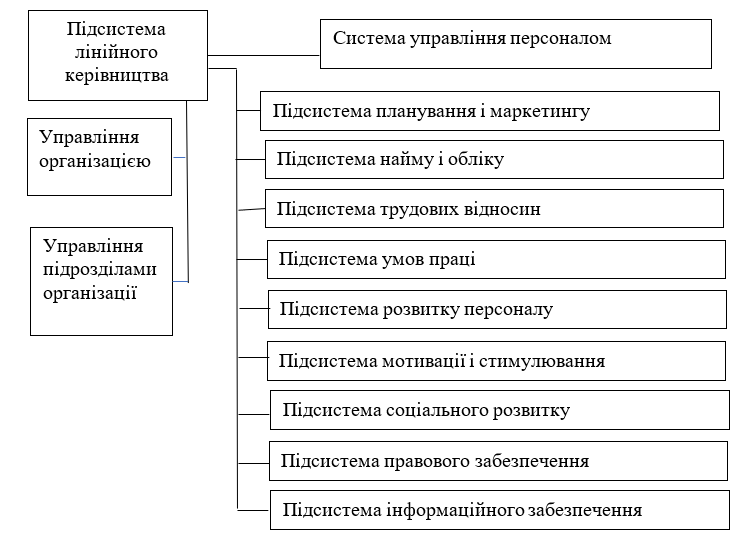 Підсистема
лінійного
керівництва
Система управління персоналом
Підсистема планування і маркетингу
Управління
організацією
Підсистема найму і обліку
Підсистема трудових відносин
Управління
підрозділами
організації
Підсистема умов праці
Підсистема розвитку персоналу
Підсистема мотивації і стимулювання
Підсистема соціального розвитку
Підсистема правового забезпечення
Підсистема інформаційного забезпечення